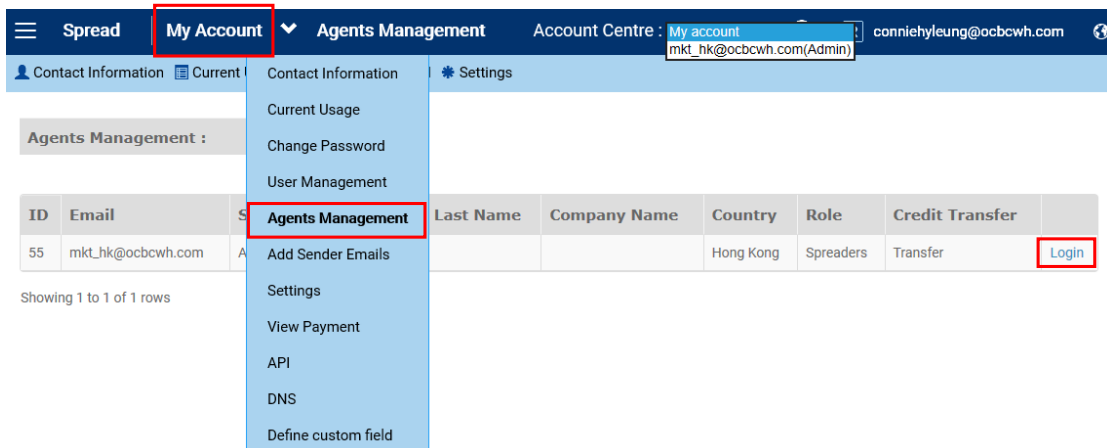 Spread My Account Agents Management Account Centre : My account conniehyleung@ocbcwh.com
mkt_hk@ocbcwh.com(Admin)
Contact Information Current Settings
Contact Information
Current Usage
Change Password
User Management
Agents Management
Add Sender Emails
Settings
View Payment
API
DNS
Define custom field
Agents Management :
ID Email S Last Name Company Name Country Role Credit Transfer
55 mkt_hk@ocbcwh.com A Hong Kong Spreaders Transfer Login
Showing 1 to 1 of 1 rows